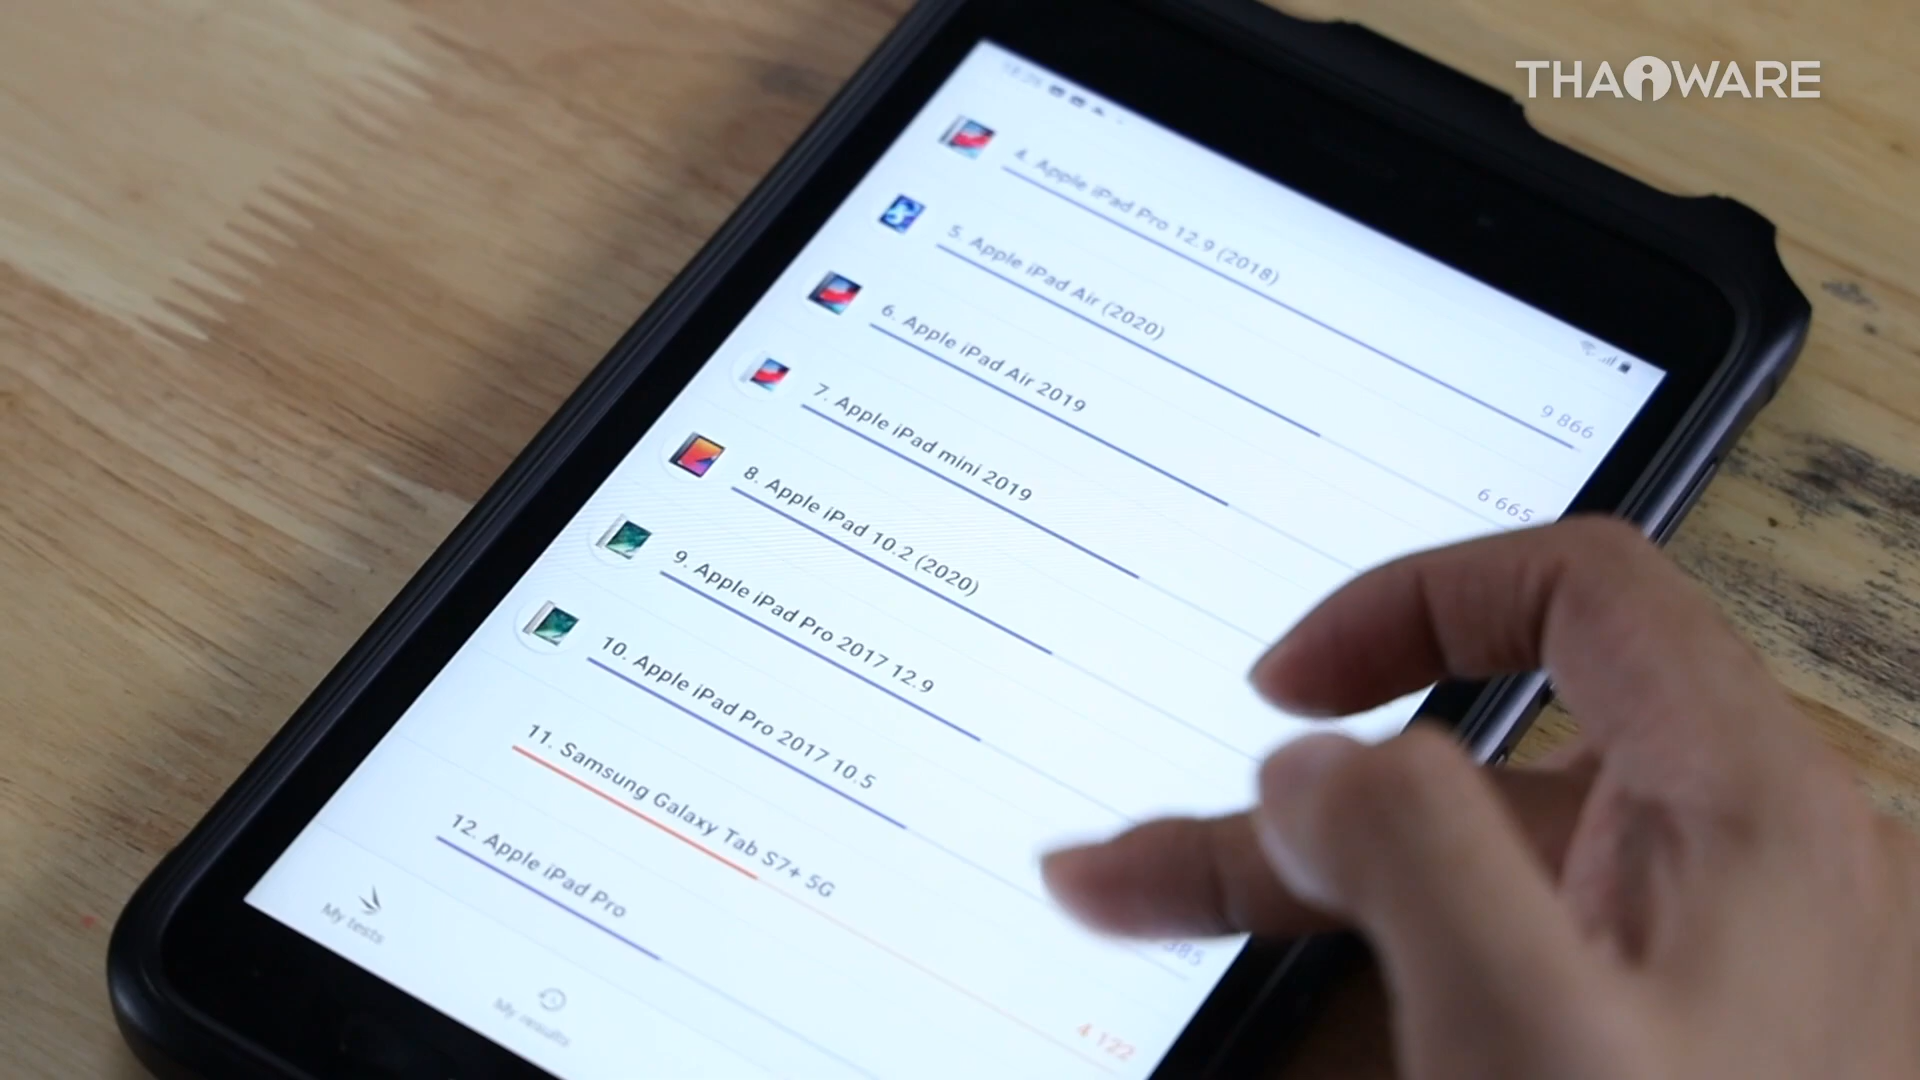 THAIWARE
4. Apple iPad Pro 12.9 (2018)
9 866
5. Apple iPad Air (2020)
6 665
6. Apple iPad Air 2019
7. Apple iPad mini 2019
8. Apple iPad 10.2 (2020)
9. Apple iPad Pro 2017 12.9
10. Apple iPad Pro 2017 10.5
385
11. Samsung Galaxy Tab S7+ 5G
4 122
12. Apple iPad Pro
My tests
My results